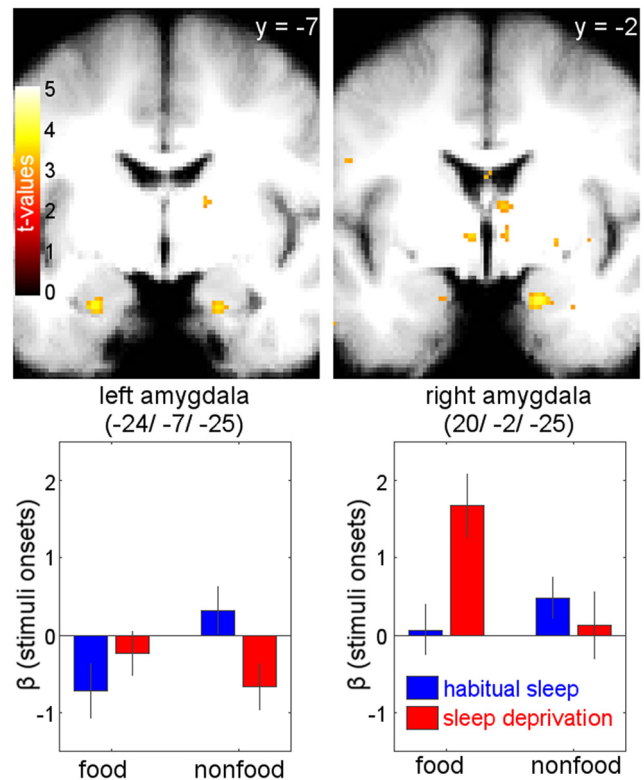 y = -7
y = -2
5
4
3
2
1
0
t-values
left amygdala
(-24/ -7/ -25)
right amygdala
(20/ -2/ -25)
β (stimuli onsets)
2
1
0
-1
food nonfood
β (stimuli onsets)
2
1
0
-1
habitual sleep
sleep deprivation
food nonfood